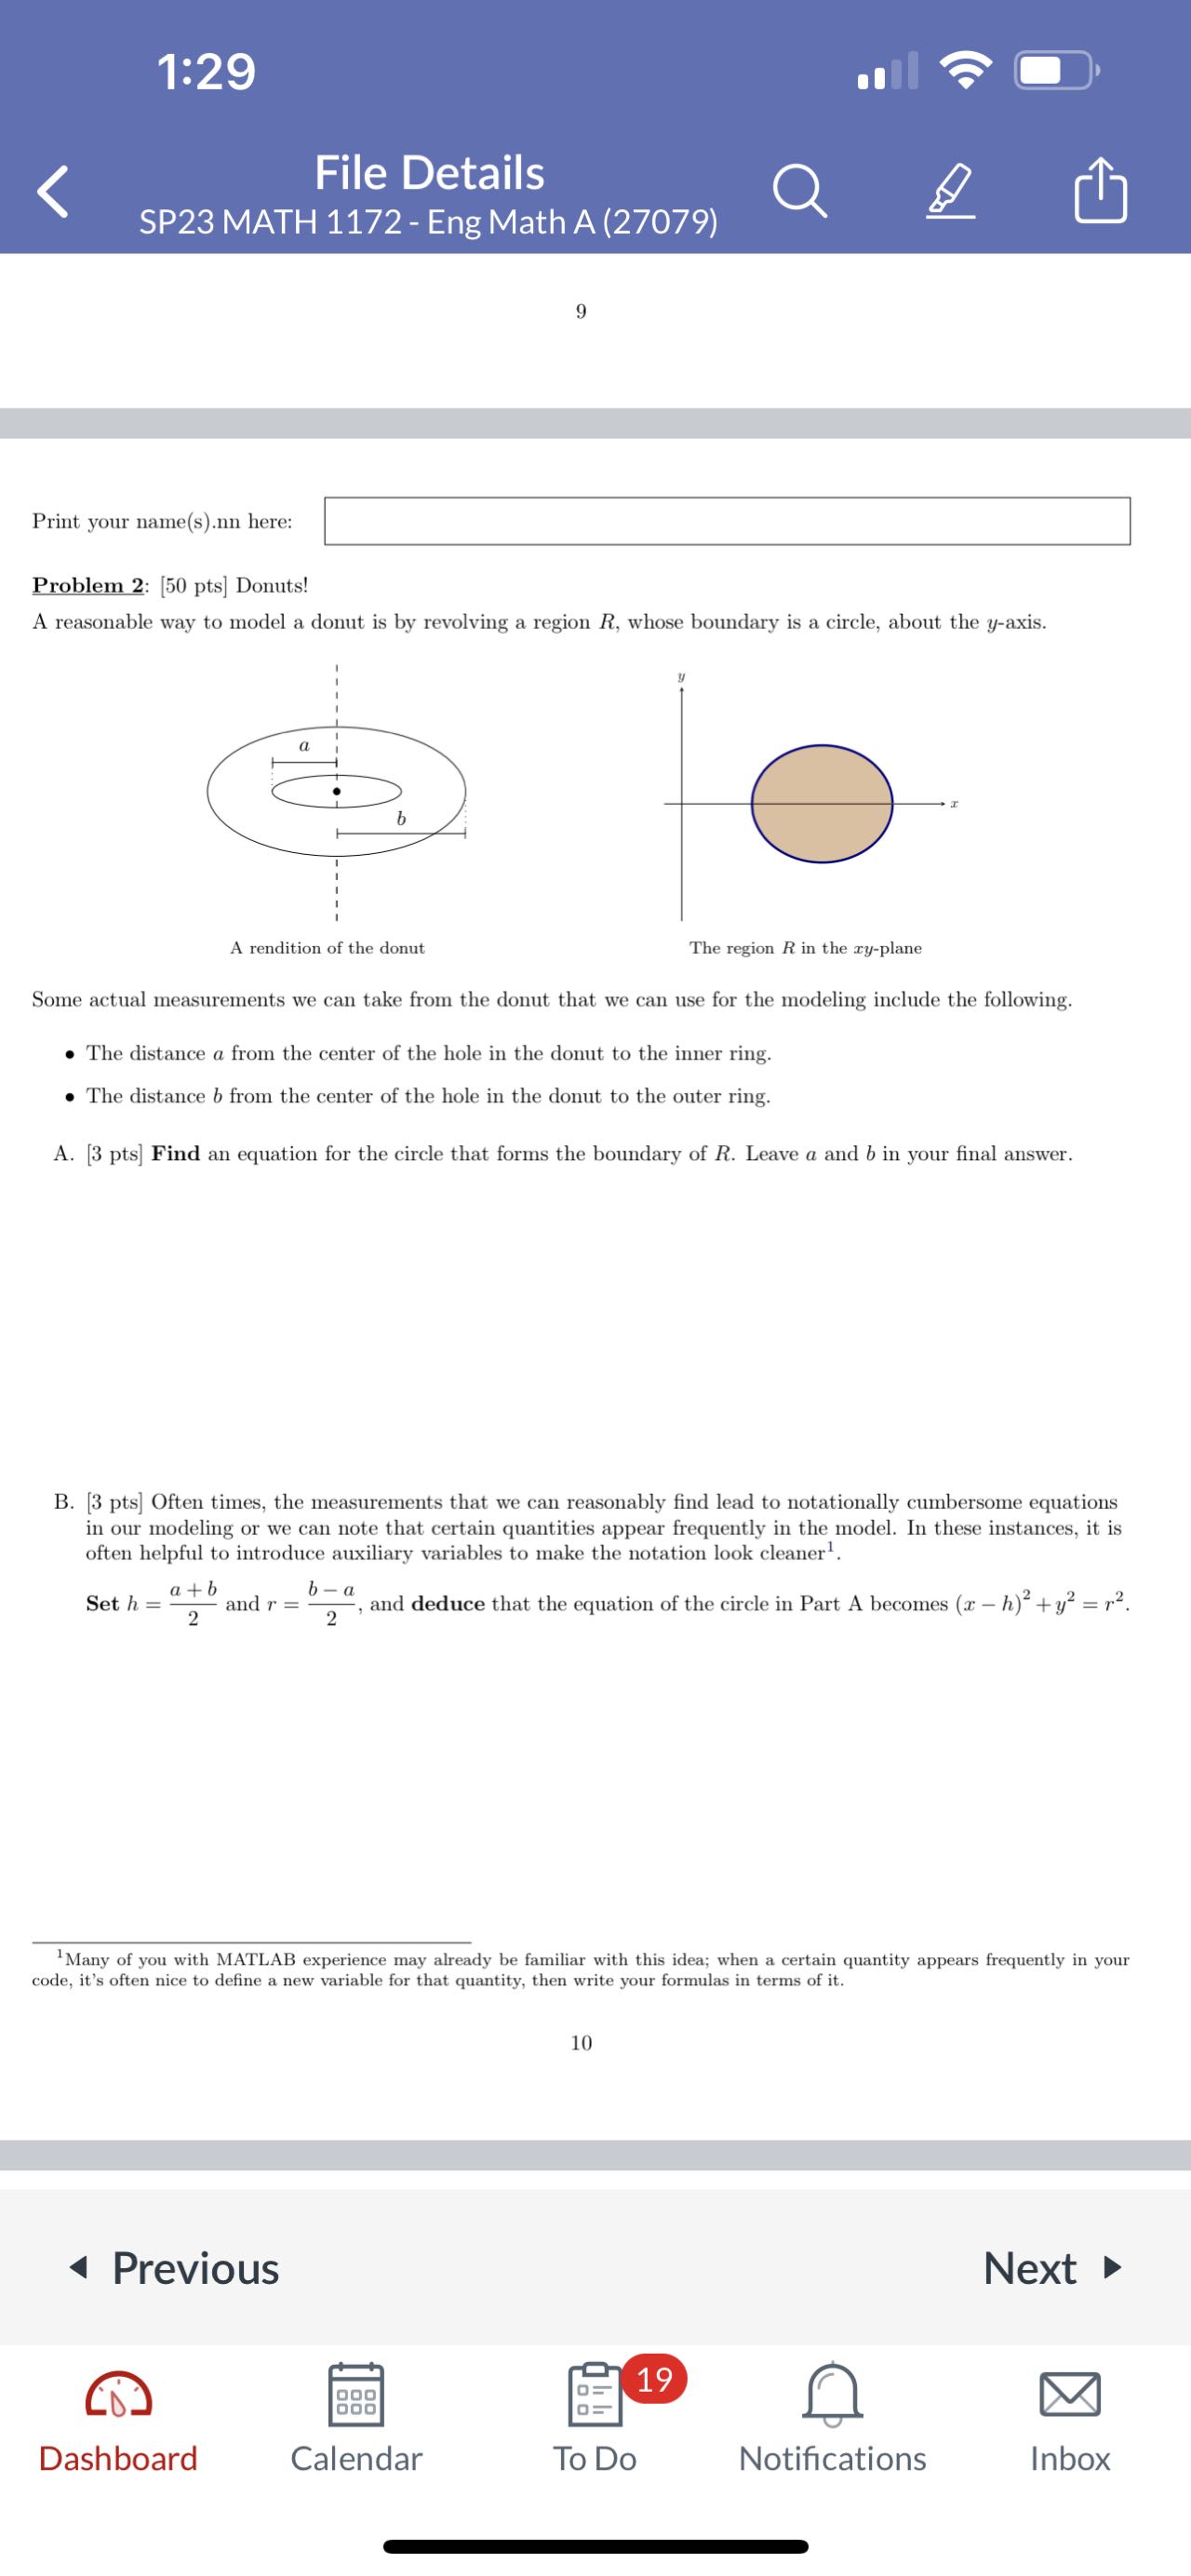 1:29
File Details
SP23 MATH 1172 - Eng Math A (27079)
9
Print your name(s).nn here:
Problem 2: [50 pts] Donuts!
A reasonable way to model a donut is by revolving a region R, whose boundary is a circle, about the y-axis.
a
b
y
x
A rendition of the donut
The region R in the xy-plane
Some actual measurements we can take from the donut that we can use for the modeling include the following.
• The distance a from the center of the hole in the donut to the inner ring.
• The distance b from the center of the hole in the donut to the outer ring.
A. [3 pts] Find an equation for the circle that forms the boundary of R. Leave a and b in your final answer.
B. [3 pts] Often times, the measurements that we can reasonably find lead to notationally cumbersome equations
in our modeling or we can note that certain quantities appear frequently in the model. In these instances, it is
often helpful to introduce auxiliary variables to make the notation look cleaner¹.
Set h = (a + b)/2 and r = (b − a)/2, and deduce that the equation of the circle in Part A becomes (x − h)² + y² = r².
¹Many of you with MATLAB experience may already be familiar with this idea; when a certain quantity appears frequently in your
code, it's often nice to define a new variable for that quantity, then write your formulas in terms of it.
10
Previous
Next
19
Dashboard
Calendar
To Do
Notifications
Inbox